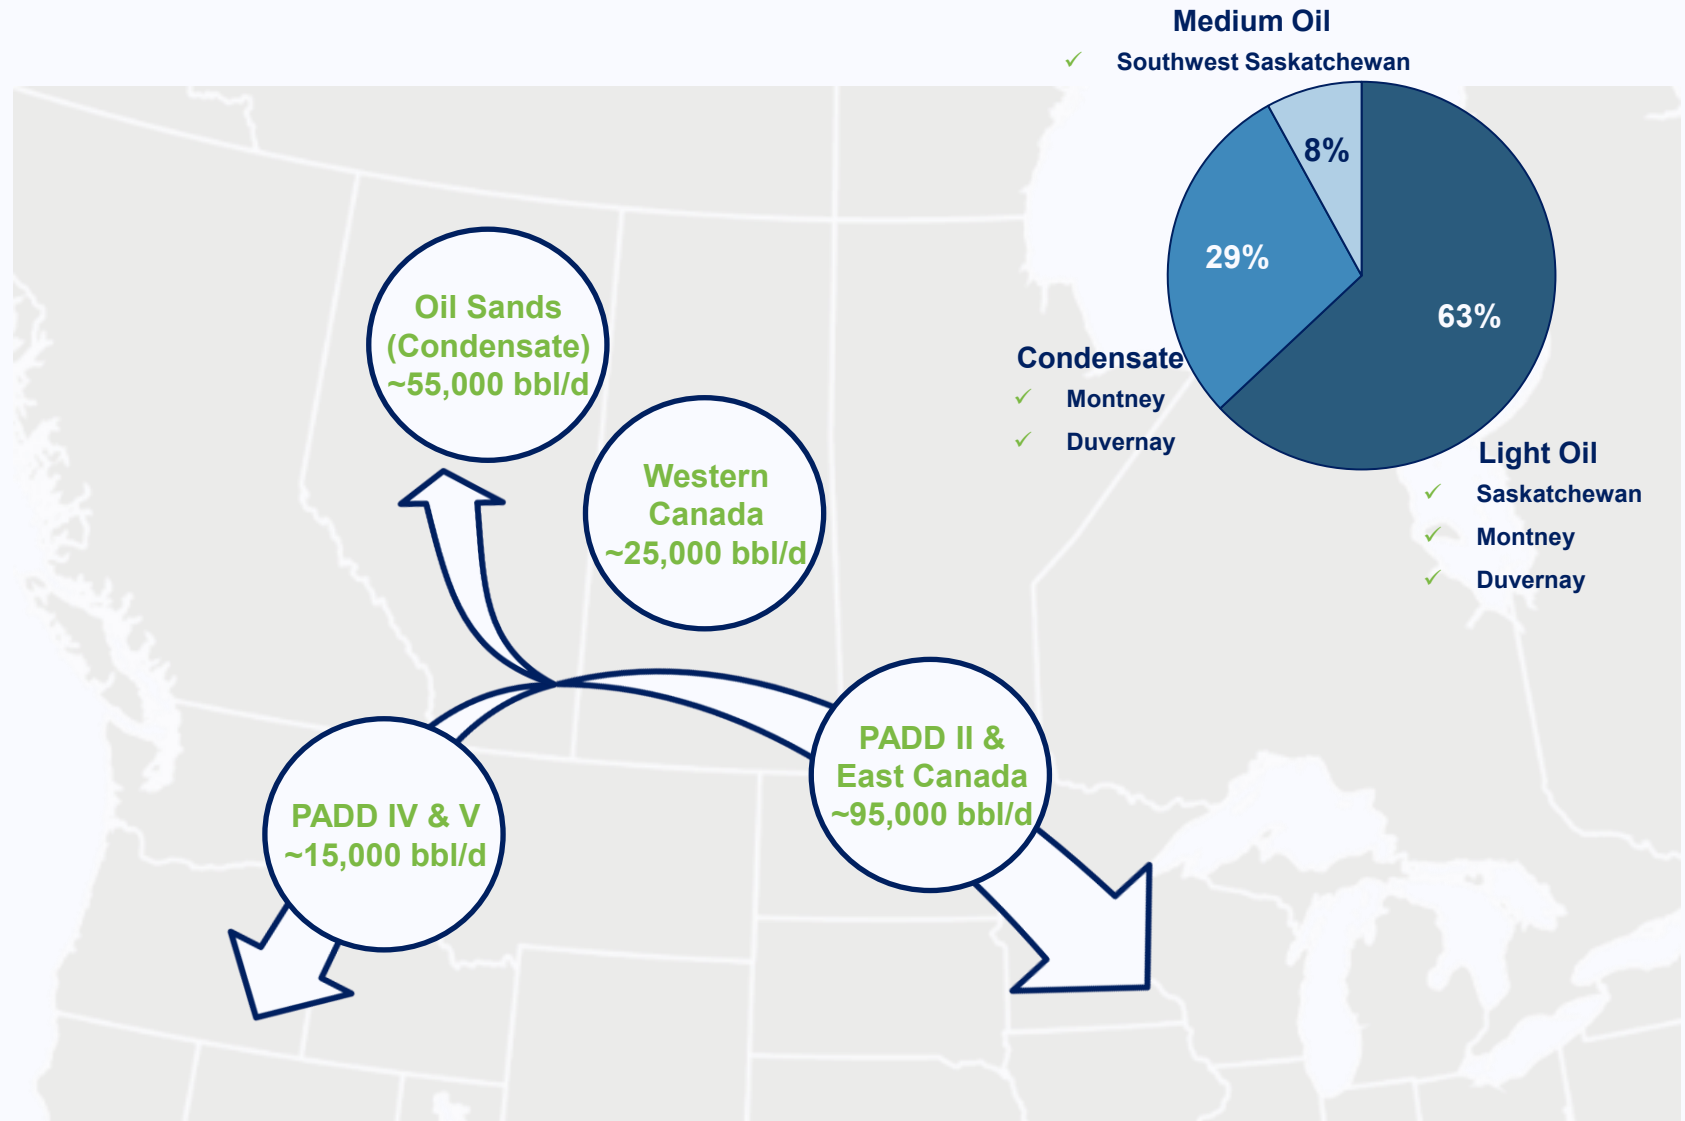 Medium Oil
✓ Southwest Saskatchewan
8%
29%
63%
Condensate
✓ Montney
✓ Duvernay
Light Oil
✓ Saskatchewan
✓ Montney
✓ Duvernay
Oil Sands
(Condensate)
~55,000 bbl/d
Western
Canada
~25,000 bbl/d
PADD II &
East Canada
~95,000 bbl/d
PADD IV & V
~15,000 bbl/d